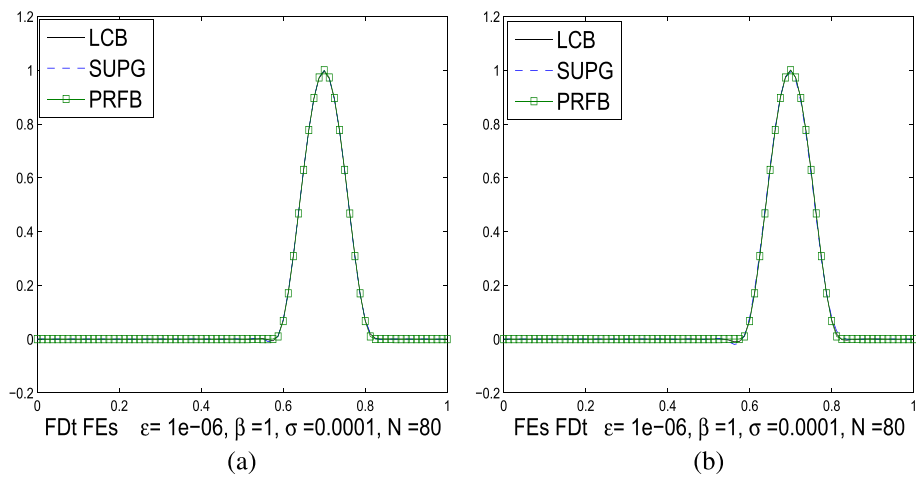 1.2
1
0.8
0.6
0.4
0.2
0
−0.2
LCB
SUPG
PRFB
0 0.2 0.4 0.6 0.8 1
FDt FEs ε= 1e−06, β =1, σ =0.0001, N =80
(a)
1.2
1
0.8
0.6
0.4
0.2
0
−0.2
LCB
SUPG
PRFB
0 0.2 0.4 0.6 0.8 1
FEs FDt ε= 1e−06, β =1, σ =0.0001, N =80
(b)